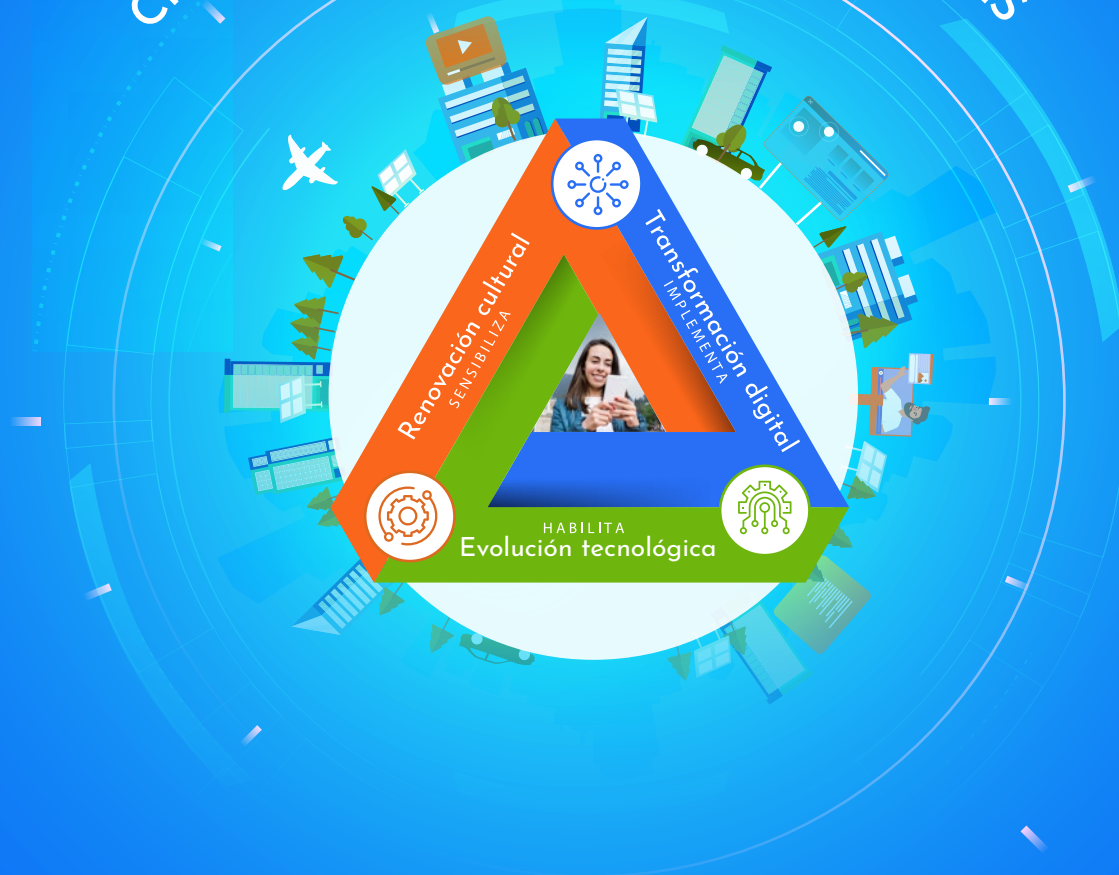 Renovación cultural
SENSIBILIZA
Transformación digital
IMPLEMENTA
HABILITA
Evolución tecnológica